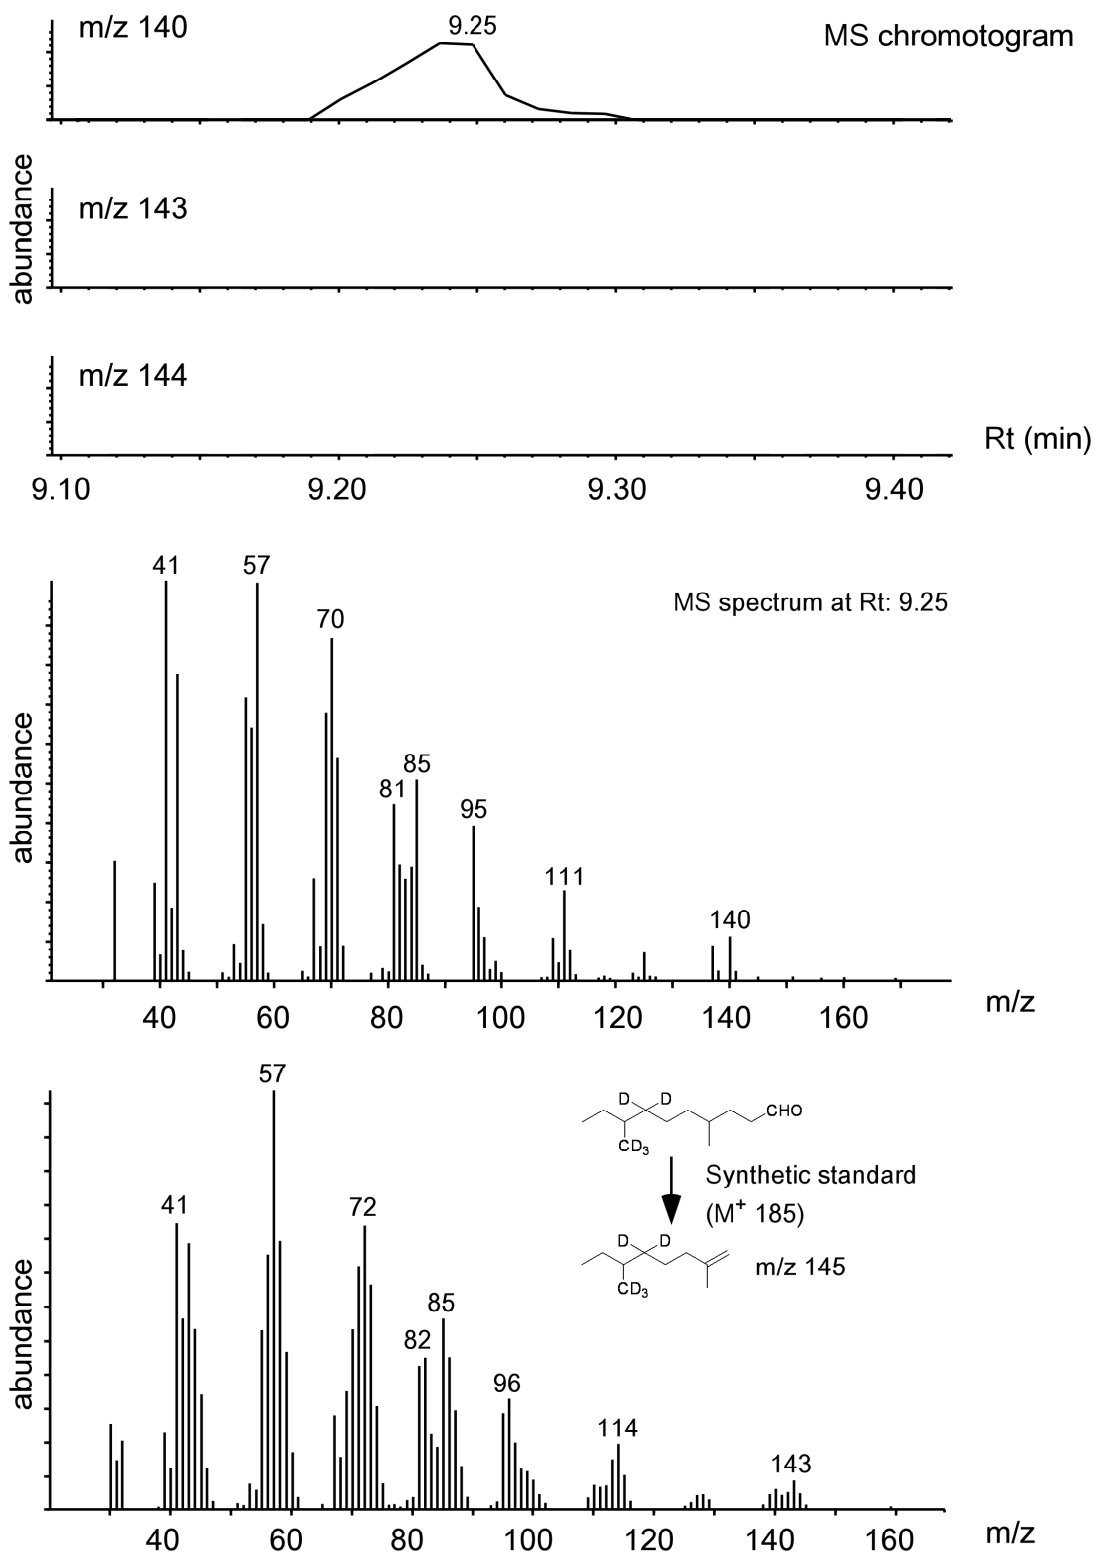 m/z 140
9.25
MS chromotogram
m/z 143
abundance
m/z 144
Rt (min)
9.10 9.20 9.30 9.40
41 57
MS spectrum at Rt: 9.25
70
85
81
95
111
140
abundance
40 60 80 100 120 140 160
m/z
57
D D
CHO
CD3
Synthetic standard
(M+ 185)
41 72
D D
m/z 145
CD3
85
82
96
114
143
abundance
40 60 80 100 120 140 160
m/z